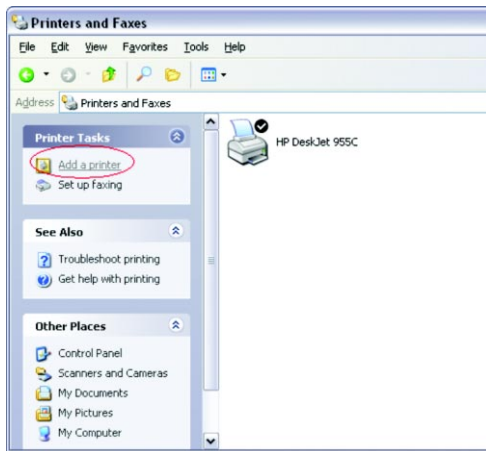 Printers and Faxes
File Edit View Favorites Tools Help
Address Printers and Faxes
Printer Tasks
Add a printer
Set up faxing
See Also
Troubleshoot printing
Get help with printing
Other Places
Control Panel
Scanners and Cameras
My Documents
My Pictures
My Computer
HP DeskJet 955C